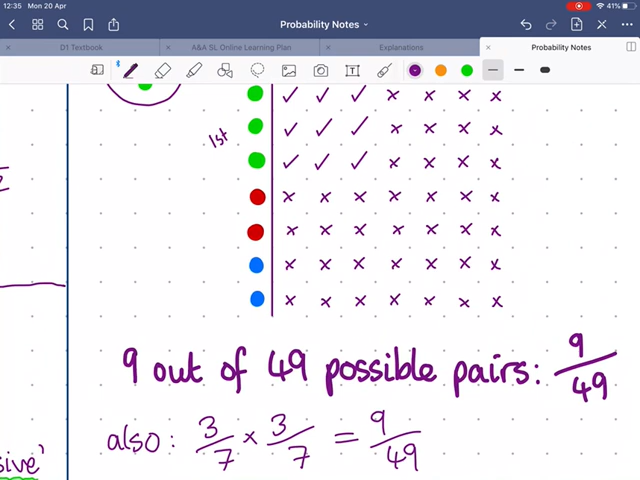 12:35 Mon 20 Apr 41%
Probability Notes
D1 Textbook A&A SL Online Learning Plan Explanations Probability Notes
1st
9 out of 49 possible pairs: 9/49
also: 3/7 × 3/7 = 9/49
sive'